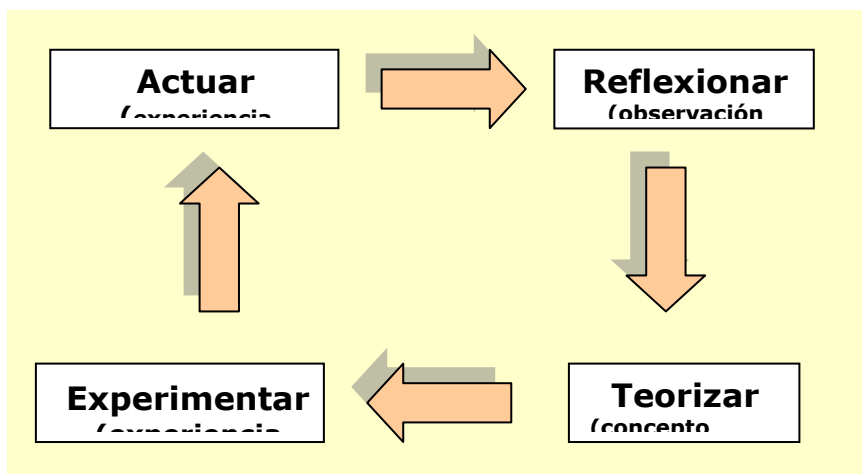 Actuar
(experiencia
Reflexionar
(observación
Experimentar
(experiencia
Teorizar
(concepto